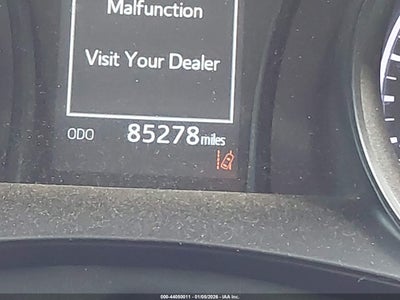 Malfunction
Visit Your Dealer
ODO 85278 miles
000-44050011 - 01/09/2026 - IAA Inc.